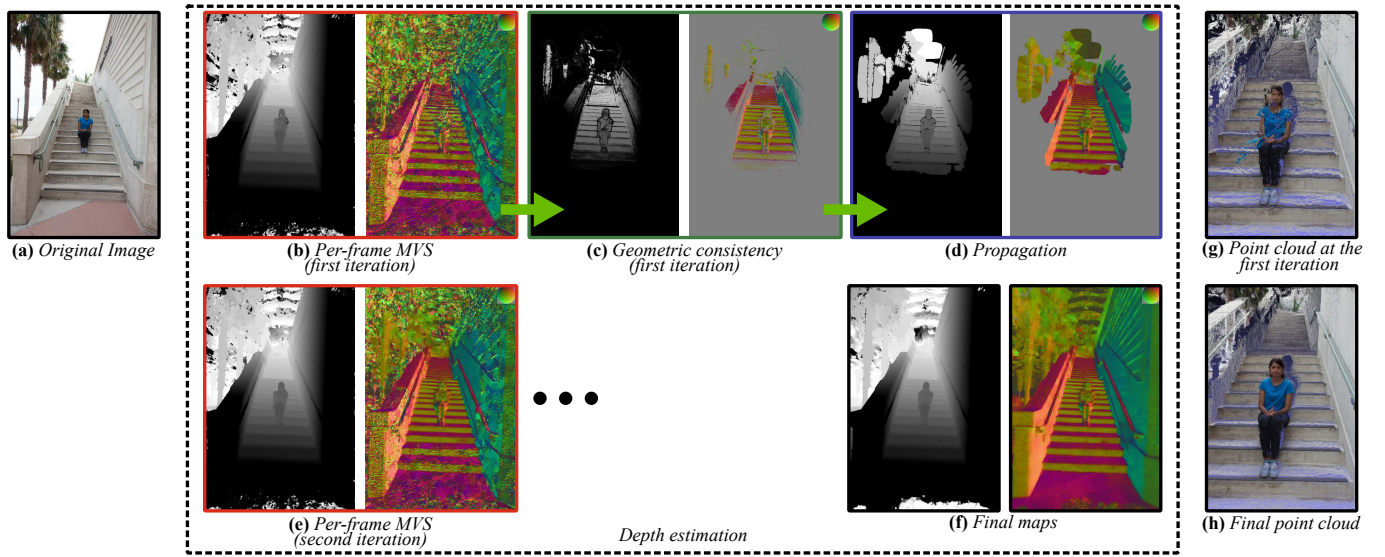 (a) Original Image
(b) Per-frame MVS
(first iteration)
(c) Geometric consistency
(first iteration)
(d) Propagation
(g) Point cloud at the
first iteration
(e) Per-frame MVS
(second iteration)
Depth estimation
(f) Final maps
(h) Final point cloud